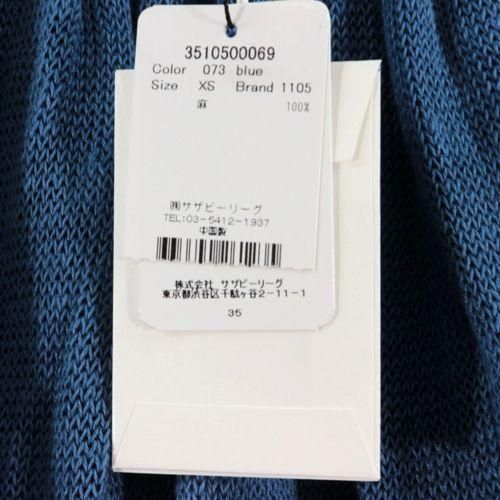 3510500069
Color 073 blue
Size XS Brand 1105
麻 100%
㈱サザビーリーグ
TEL:03-5412-1937
中国製
株式会社 サザビーリーグ
東京都渋谷区千駄ヶ谷2-11-1
35